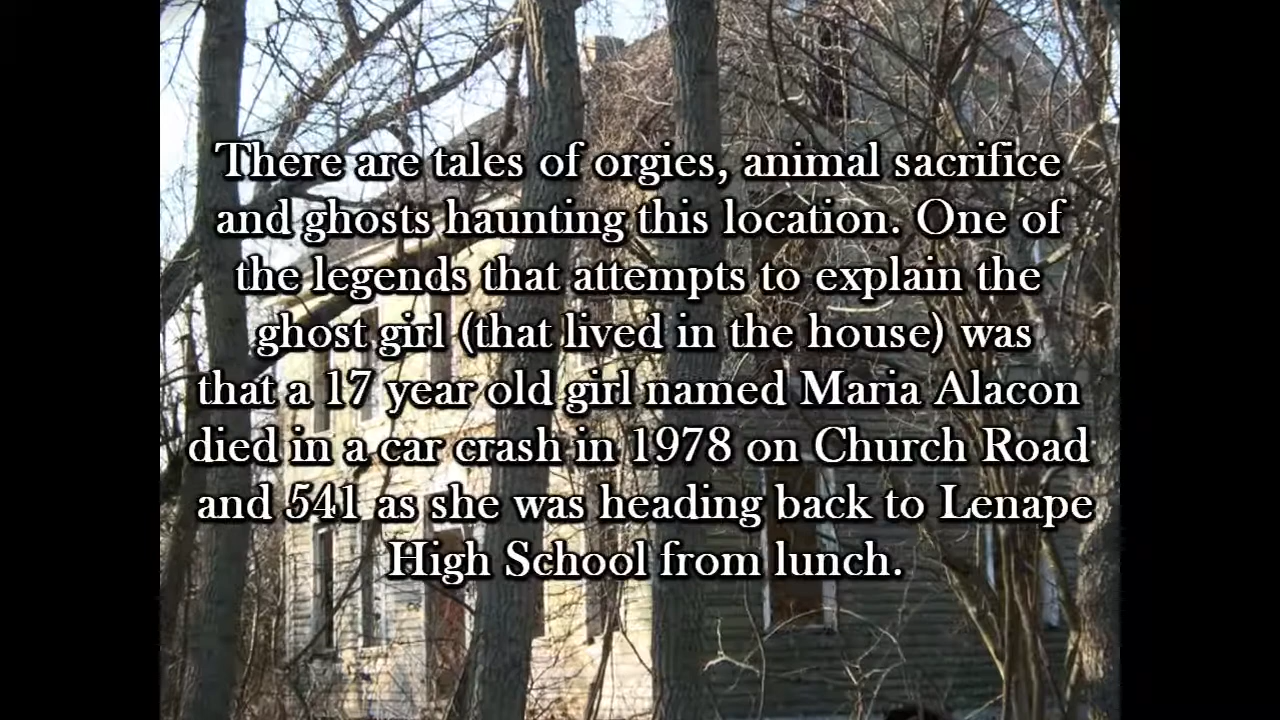 There are tales of orgies, animal sacrifice
and ghosts haunting this location. One of
the legends that attempts to explain the
ghost girl (that lived in the house) was
that a 17 year old girl named Maria Alacon
died in a car crash in 1978 on Church Road
and 541 as she was heading back to Lenape
High School from lunch.